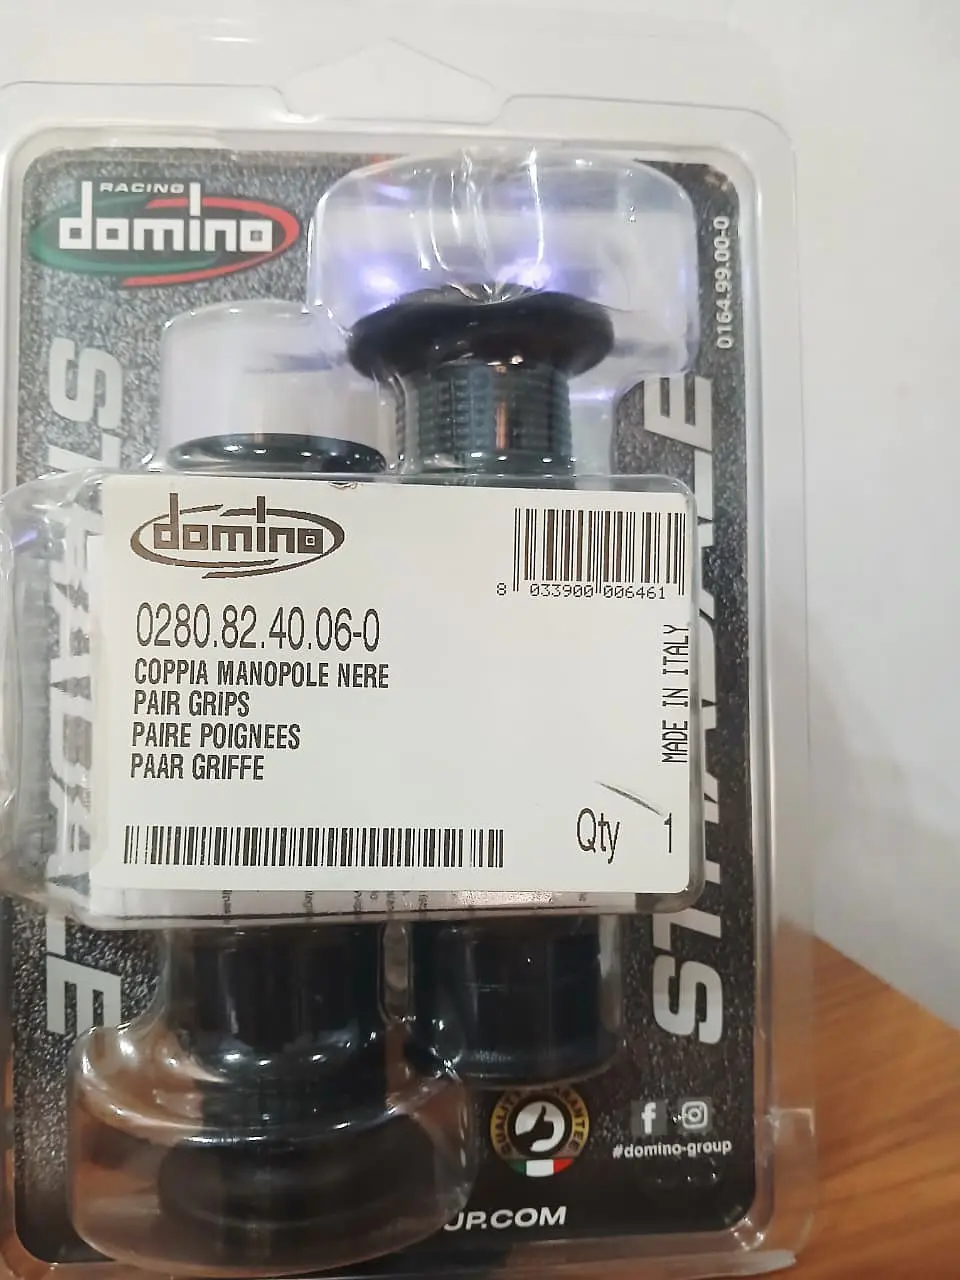 RACING
domino
0164.99.00-0
STRADALE
STRADALE
domino
8 033900 006461
0280.82.40.06-0
COPPIA MANOPOLE NERE
PAIR GRIPS
PAIRE POIGNEES
PAAR GRIFFE
MADE IN ITALY
Qty 1
#domino-group
UP.COM